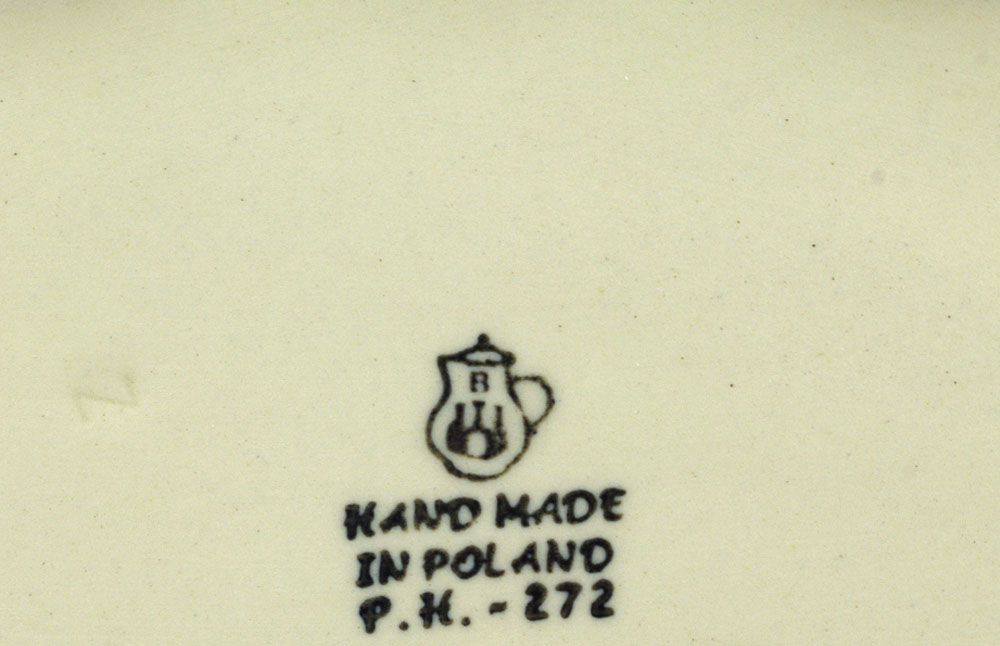 B
HAND MADE
IN POLAND
P.H. - 272